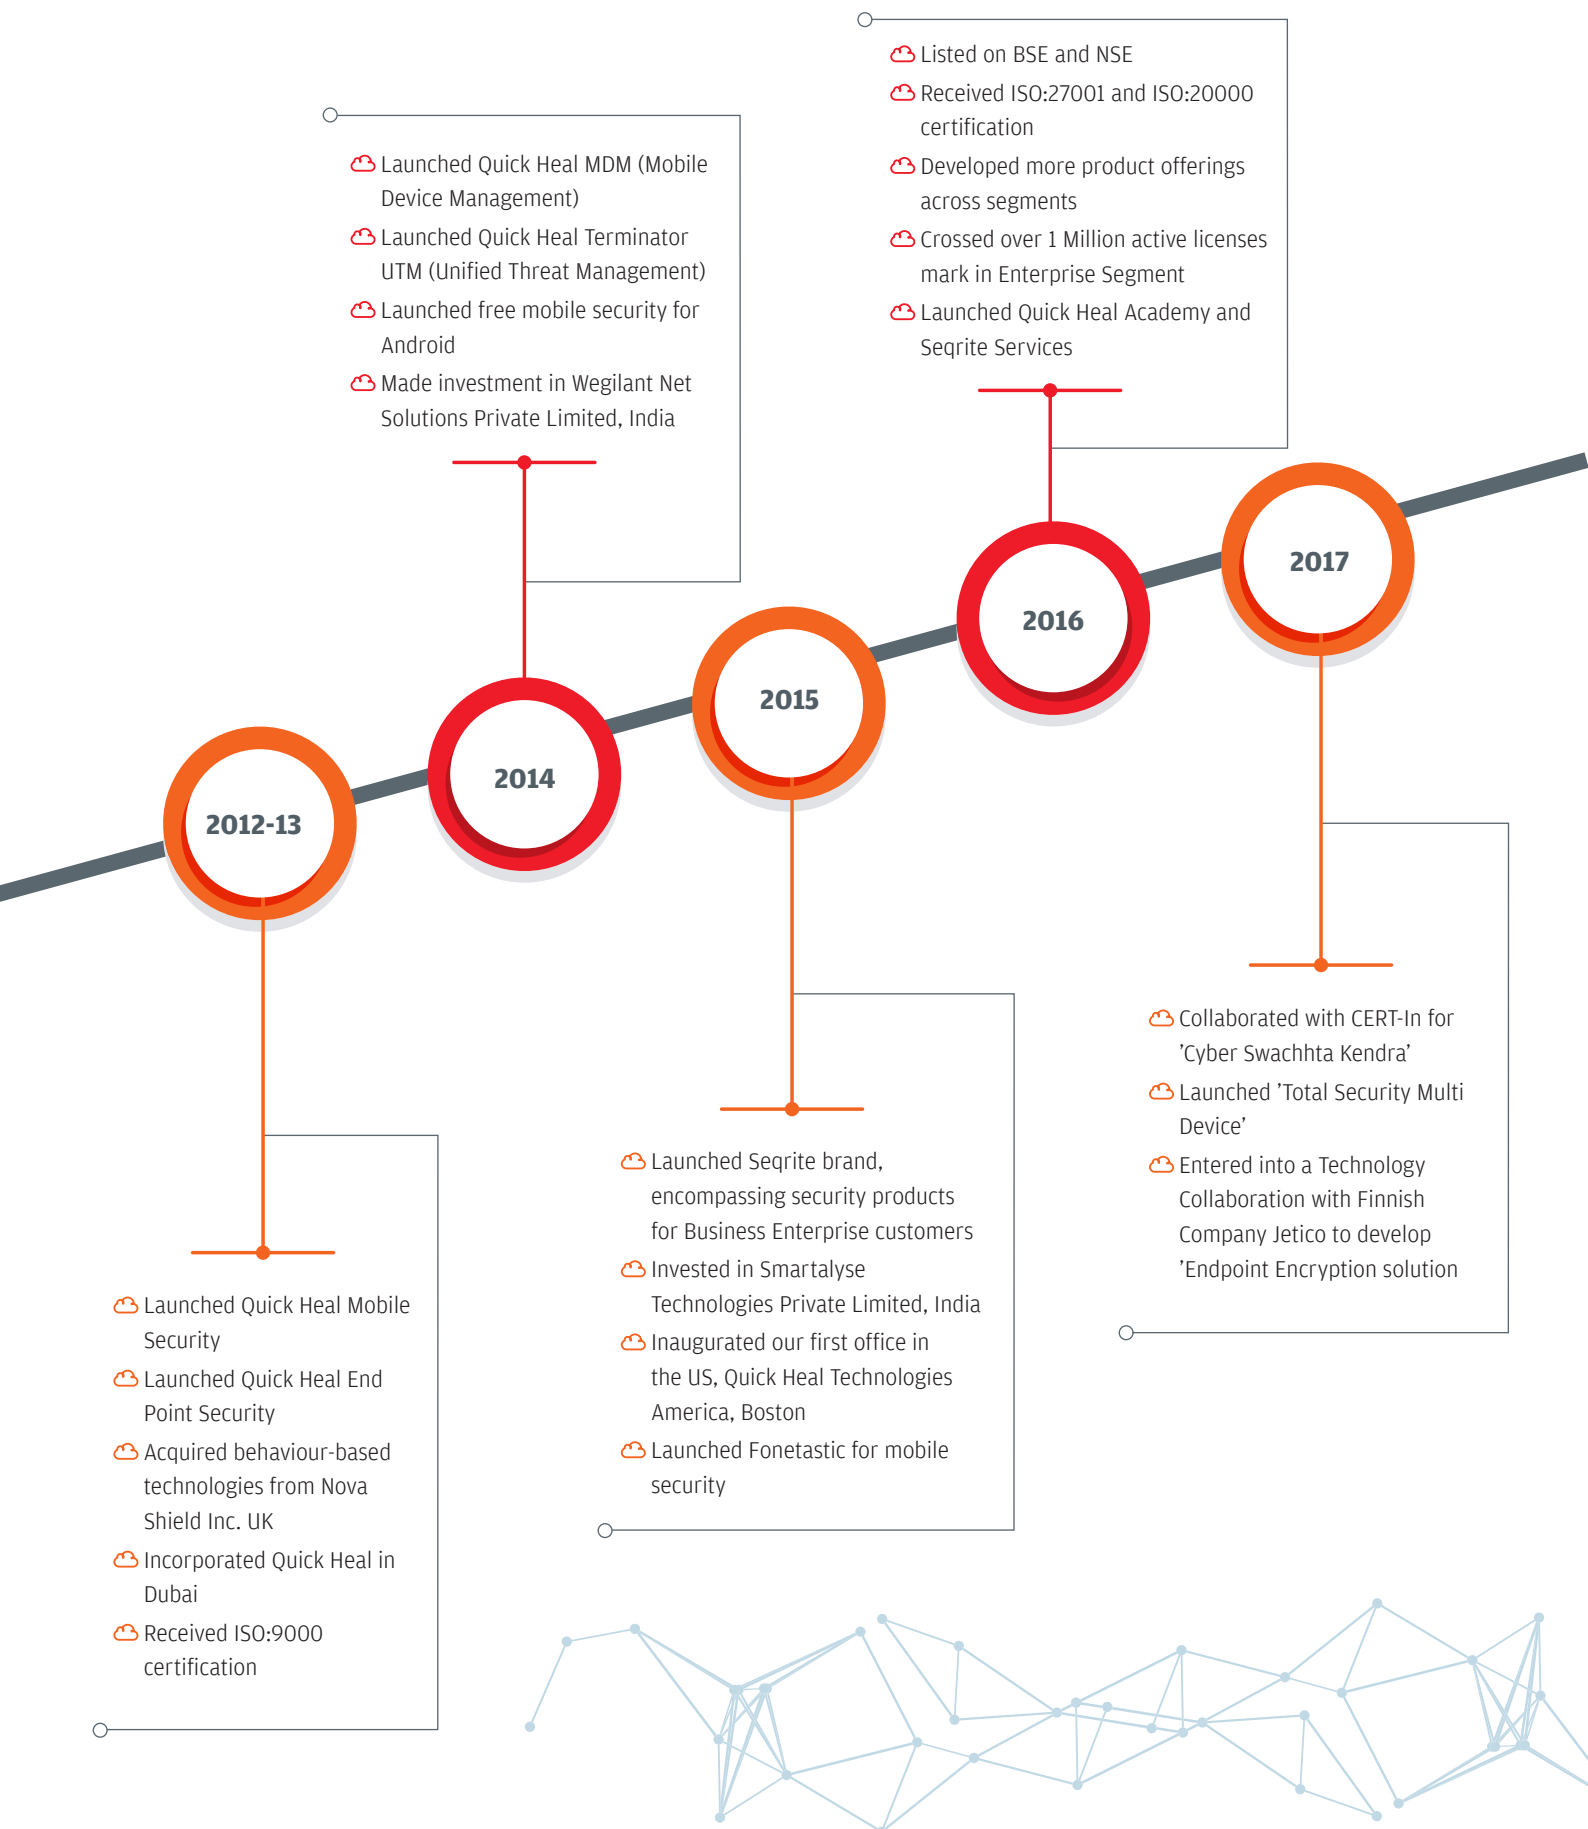 2012-13
Launched Quick Heal Mobile
Security
Launched Quick Heal End
Point Security
Acquired behaviour-based
technologies from Nova
Shield Inc. UK
Incorporated Quick Heal in
Dubai
Received ISO:9000
certification
2014
Launched Quick Heal MDM (Mobile
Device Management)
Launched Quick Heal Terminator
UTM (Unified Threat Management)
Launched free mobile security for
Android
Made investment in Wegilant Net
Solutions Private Limited, India
2015
Launched Seqrite brand,
encompassing security products
for Business Enterprise customers
Invested in Smartalyse
Technologies Private Limited, India
Inaugurated our first office in
the US, Quick Heal Technologies
America, Boston
Launched Fonetastic for mobile
security
2016
Listed on BSE and NSE
Received ISO:27001 and ISO:20000
certification
Developed more product offerings
across segments
Crossed over 1 Million active licenses
mark in Enterprise Segment
Launched Quick Heal Academy and
Seqrite Services
2017
Collaborated with CERT-In for
’Cyber Swachhta Kendra’
Launched ’Total Security Multi
Device’
Entered into a Technology
Collaboration with Finnish
Company Jetico to develop
’Endpoint Encryption solution